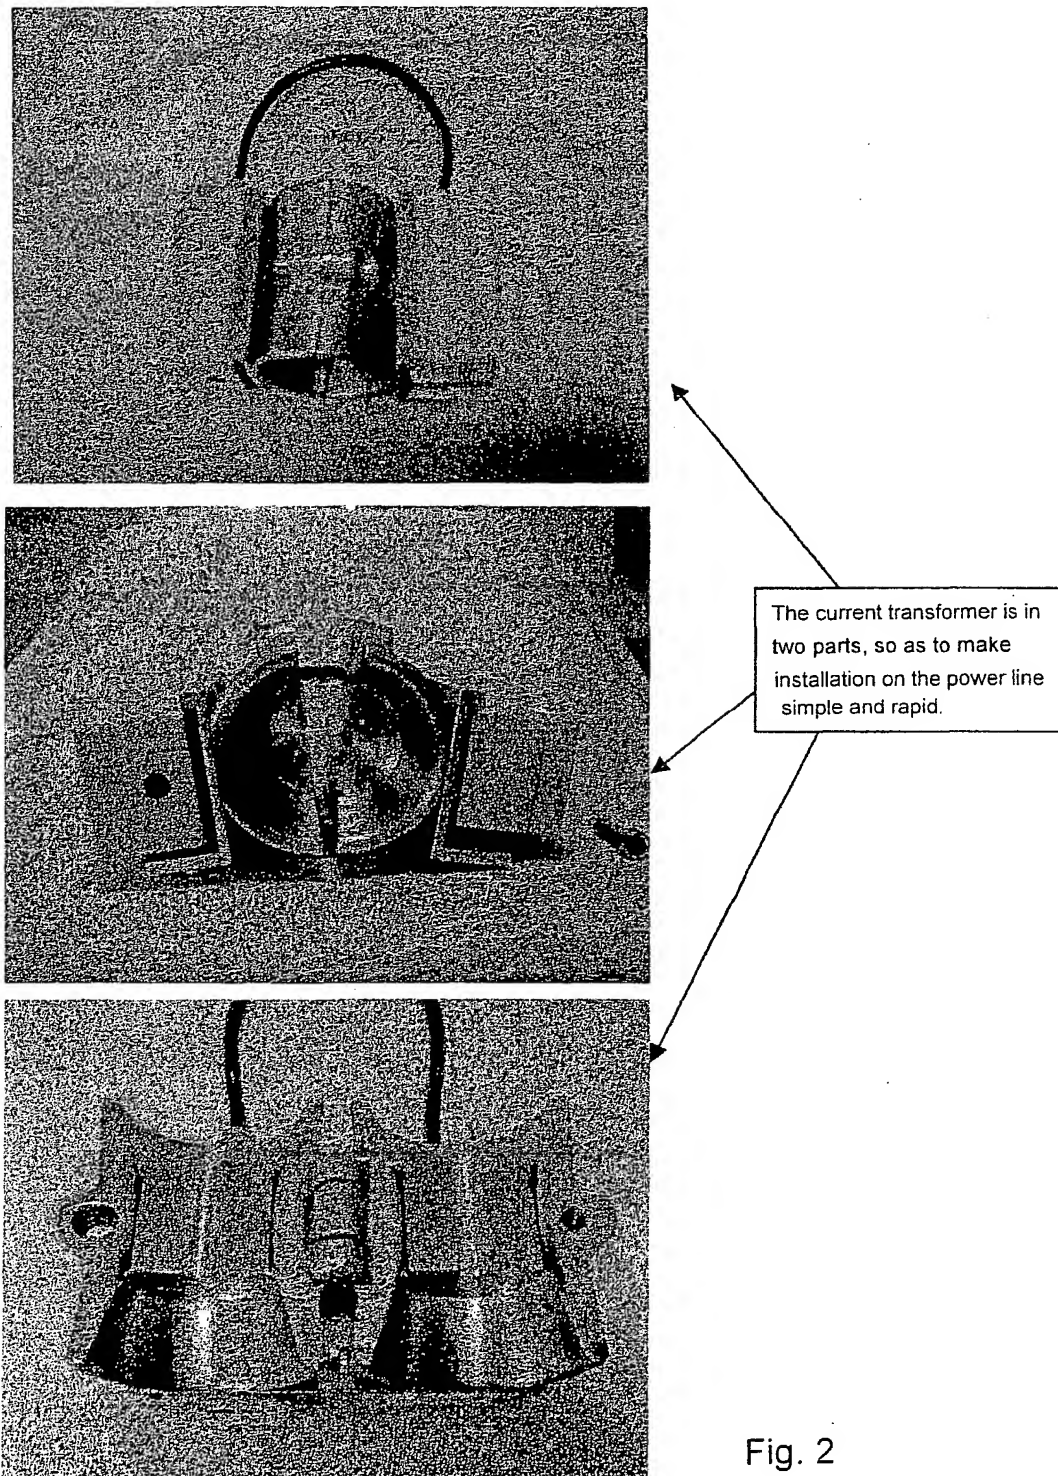 The current transformer is in
two parts, so as to make
installation on the power line
simple and rapid.
Fig. 2